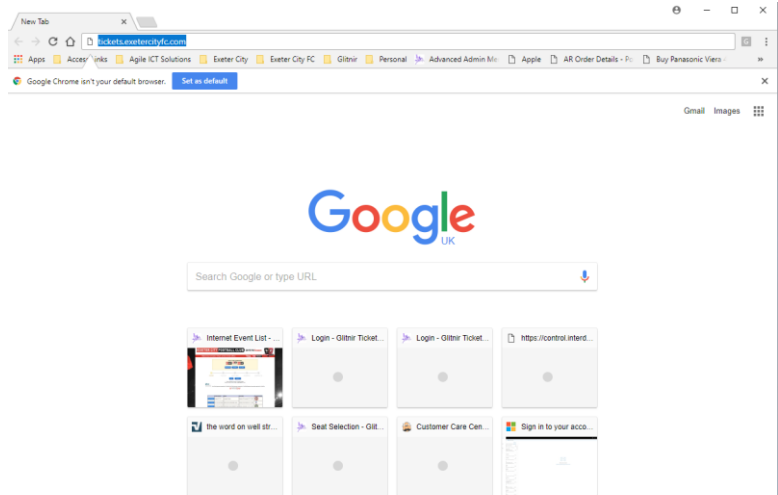 New Tab
tickets.exetercityfc.com
Apps Access Links Agile ICT Solutions Exeter City Exeter City FC Glitnir Personal Advanced Admin Me Apple AR Order Details - Po Buy Panasonic Viera
Google Chrome isn't your default browser. Set as default
Gmail Images
Google
UK
Search Google or type URL
Internet Event List - ... Login - Glitnir Ticket... Login - Glitnir Ticket... https://control.interd...
the word on well str... Seat Selection - Glit... Customer Care Cen... Sign in to your acco...